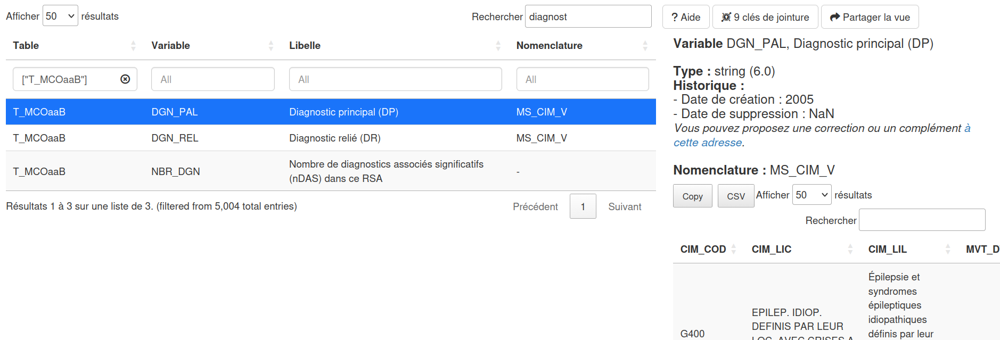 Afficher 50 résultats
Rechercher diagnost
? Aide
9 clés de jointure
Partager la vue
Table Variable Libelle Nomenclature
["T_MCOaaB"] All All All
T_MCOaaB DGN_PAL Diagnostic principal (DP) MS_CIM_V
T_MCOaaB DGN_REL Diagnostic relié (DR) MS_CIM_V
T_MCOaaB NBR_DGN Nombre de diagnostics associés significatifs
(nDAS) dans ce RSA -
Résultats 1 à 3 sur une liste de 3. (filtered from 5,004 total entries)
Précédent 1 Suivant
Variable DGN_PAL, Diagnostic principal (DP)
Type : string (6.0)
Historique :
- Date de création : 2005
- Date de suppression : NaN
Vous pouvez proposez une correction ou un complément à
cette adresse.
Nomenclature : MS_CIM_V
Copy CSV Afficher 50 résultats
Rechercher
CIM_COD CIM_LIC CIM_LIL MVT_D
G400
EPILEP. IDIOP.
DEFINIS PAR LEUR
LOC. AVEC CRISES A
Épilepsie et
syndromes
épileptiques
idiopathiques
définis par leur